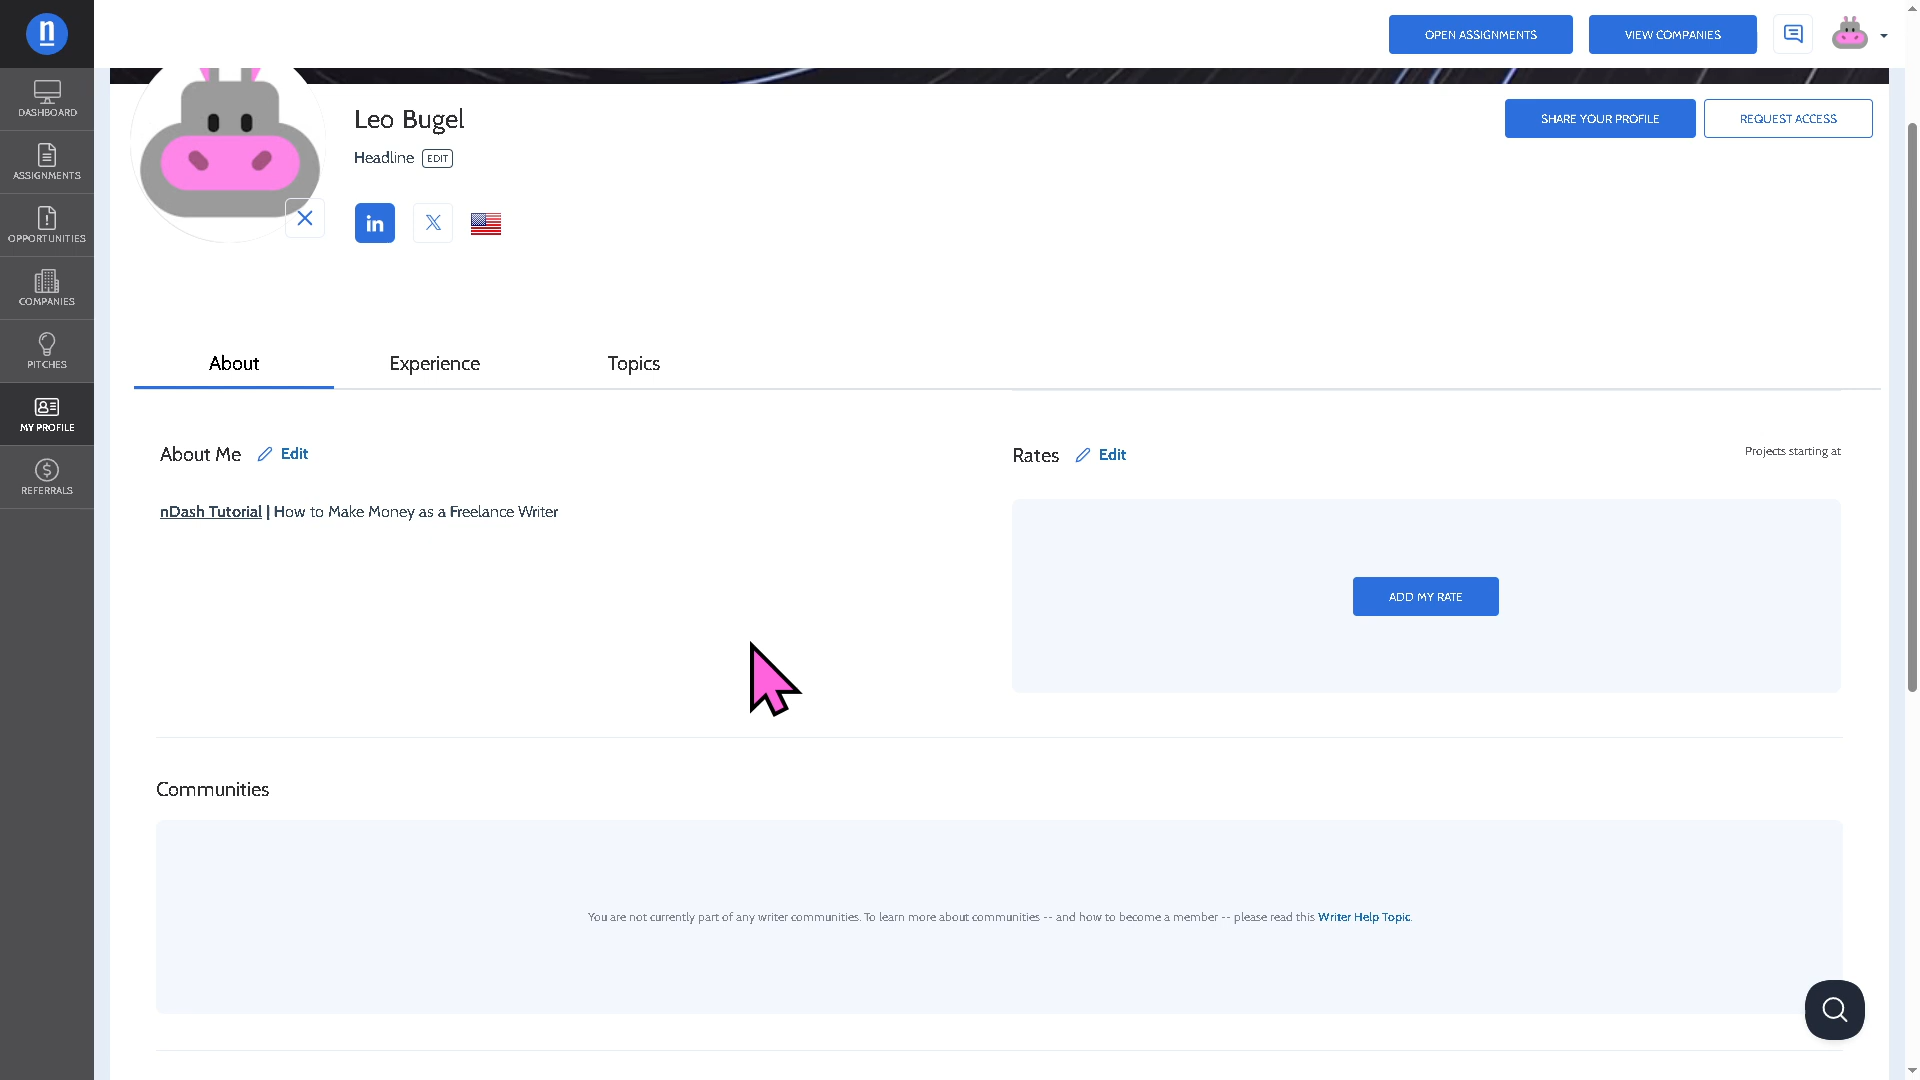 n
OPEN ASSIGNMENTS
VIEW COMPANIES
DASHBOARD
ASSIGNMENTS
OPPORTUNITIES
COMPANIES
PITCHES
MY PROFILE
REFERRALS
Leo Bugel
Headline EDIT
SHARE YOUR PROFILE
REQUEST ACCESS
in X
About Experience Topics
About Me Edit
nDash Tutorial | How to Make Money as a Freelance Writer
Rates Edit
Projects starting at
ADD MY RATE
Communities
You are not currently part of any writer communities. To learn more about communities -- and how to become a member -- please read this Writer Help Topic.